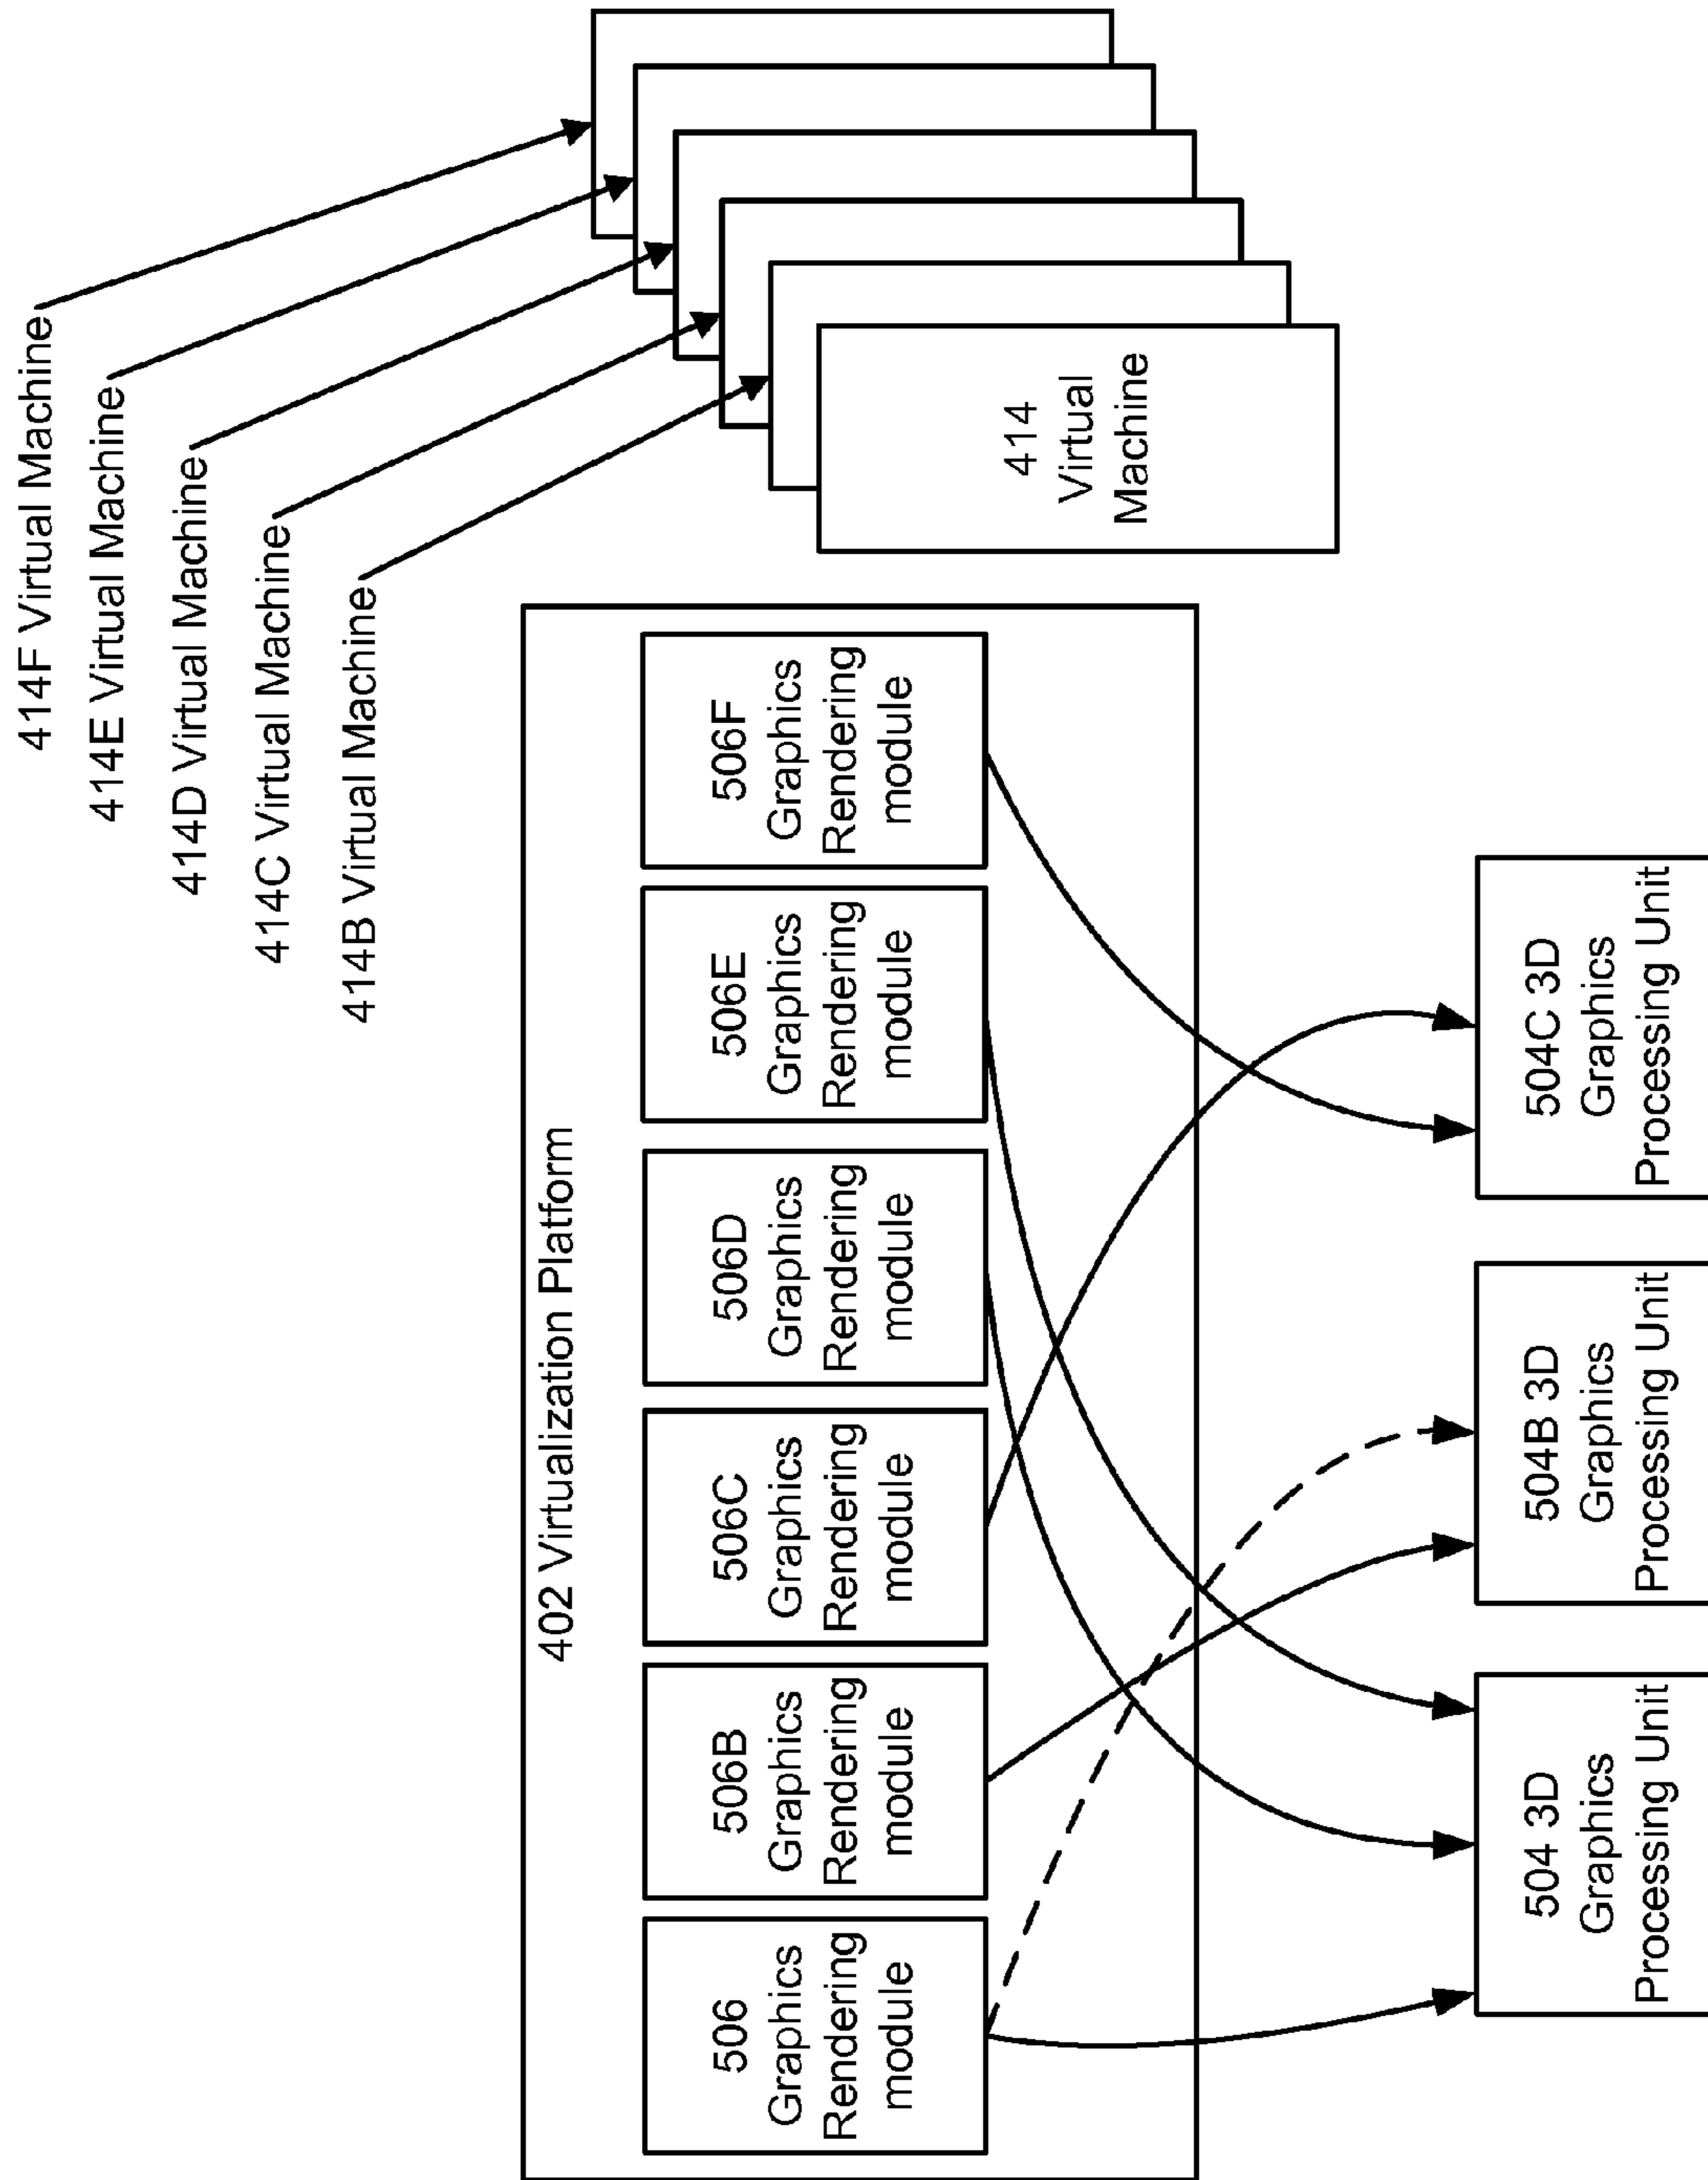 414F Virtual Machine
414E Virtual Machine
414D Virtual Machine
414C Virtual Machine
414B Virtual Machine
414
Virtual
Machine
402 Virtualization Platform
506
Graphics
Rendering
module
506B
Graphics
Rendering
module
506C
Graphics
Rendering
module
506D
Graphics
Rendering
module
506E
Graphics
Rendering
module
506F
Graphics
Rendering
module
504 3D
Graphics
Processing Unit
504B 3D
Graphics
Processing Unit
504C 3D
Graphics
Processing Unit